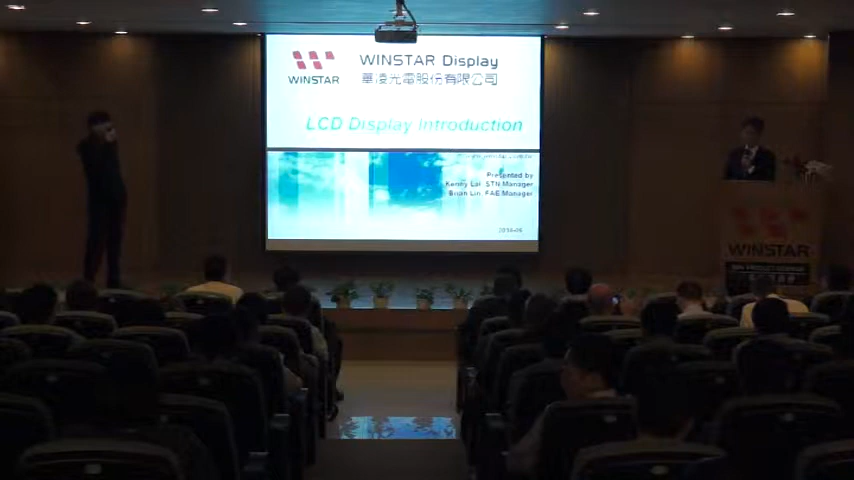 WINSTAR Display
華凌光電股份有限公司
WINSTAR
LCD Display Introduction
Presented by
Kenny Lai, STN Manager
Brian Lin, FAE Manager
WINSTAR